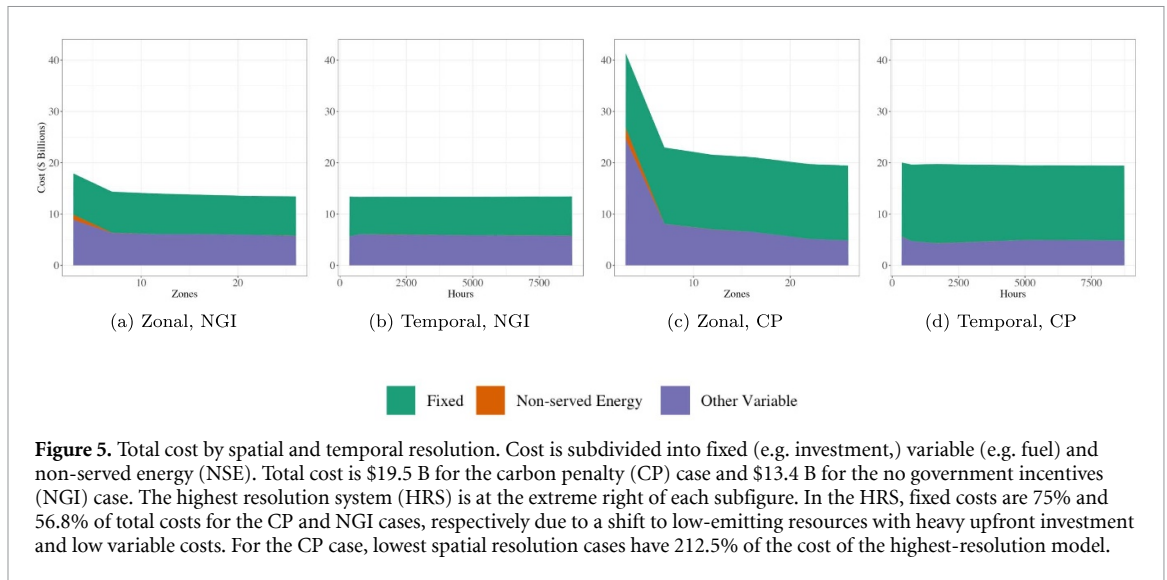 40
30
20
10
0
Cost ($ Billions)
10 20
Zones
(a) Zonal, NGI
40
30
20
10
0
0 2500 5000 7500
Hours
(b) Temporal, NGI
40
30
20
10
0
10 20
Zones
(c) Zonal, CP
40
30
20
10
0
0 2500 5000 7500
Hours
(d) Temporal, CP
Fixed Non-served Energy Other Variable
Figure 5. Total cost by spatial and temporal resolution. Cost is subdivided into fixed (e.g. investment,) variable (e.g. fuel) and
non-served energy (NSE). Total cost is $19.5 B for the carbon penalty (CP) case and $13.4 B for the no government incentives
(NGI) case. The highest resolution system (HRS) is at the extreme right of each subfigure. In the HRS, fixed costs are 75% and
56.8% of total costs for the CP and NGI cases, respectively due to a shift to low-emitting resources with heavy upfront investment
and low variable costs. For the CP case, lowest spatial resolution cases have 212.5% of the cost of the highest-resolution model.